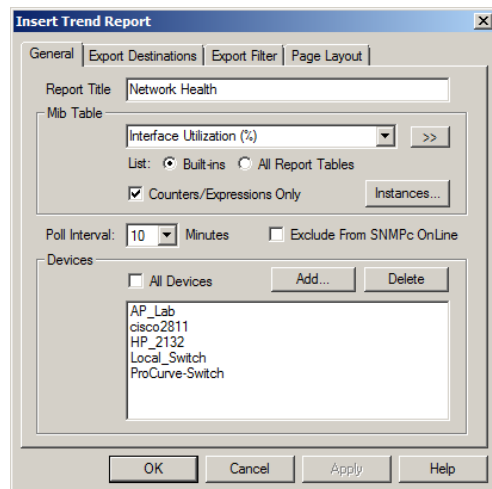 Insert Trend Report
General Export Destinations Export Filter Page Layout
Report Title Network Health
Mib Table
Interface Utilization (%) >>
List: Built-ins All Report Tables
Counters/Expressions Only Instances...
Poll Interval: 10 Minutes Exclude From SNMPc OnLine
Devices
All Devices Add... Delete
AP_Lab
cisco2811
HP_2132
Local_Switch
ProCurve-Switch
OK Cancel Apply Help